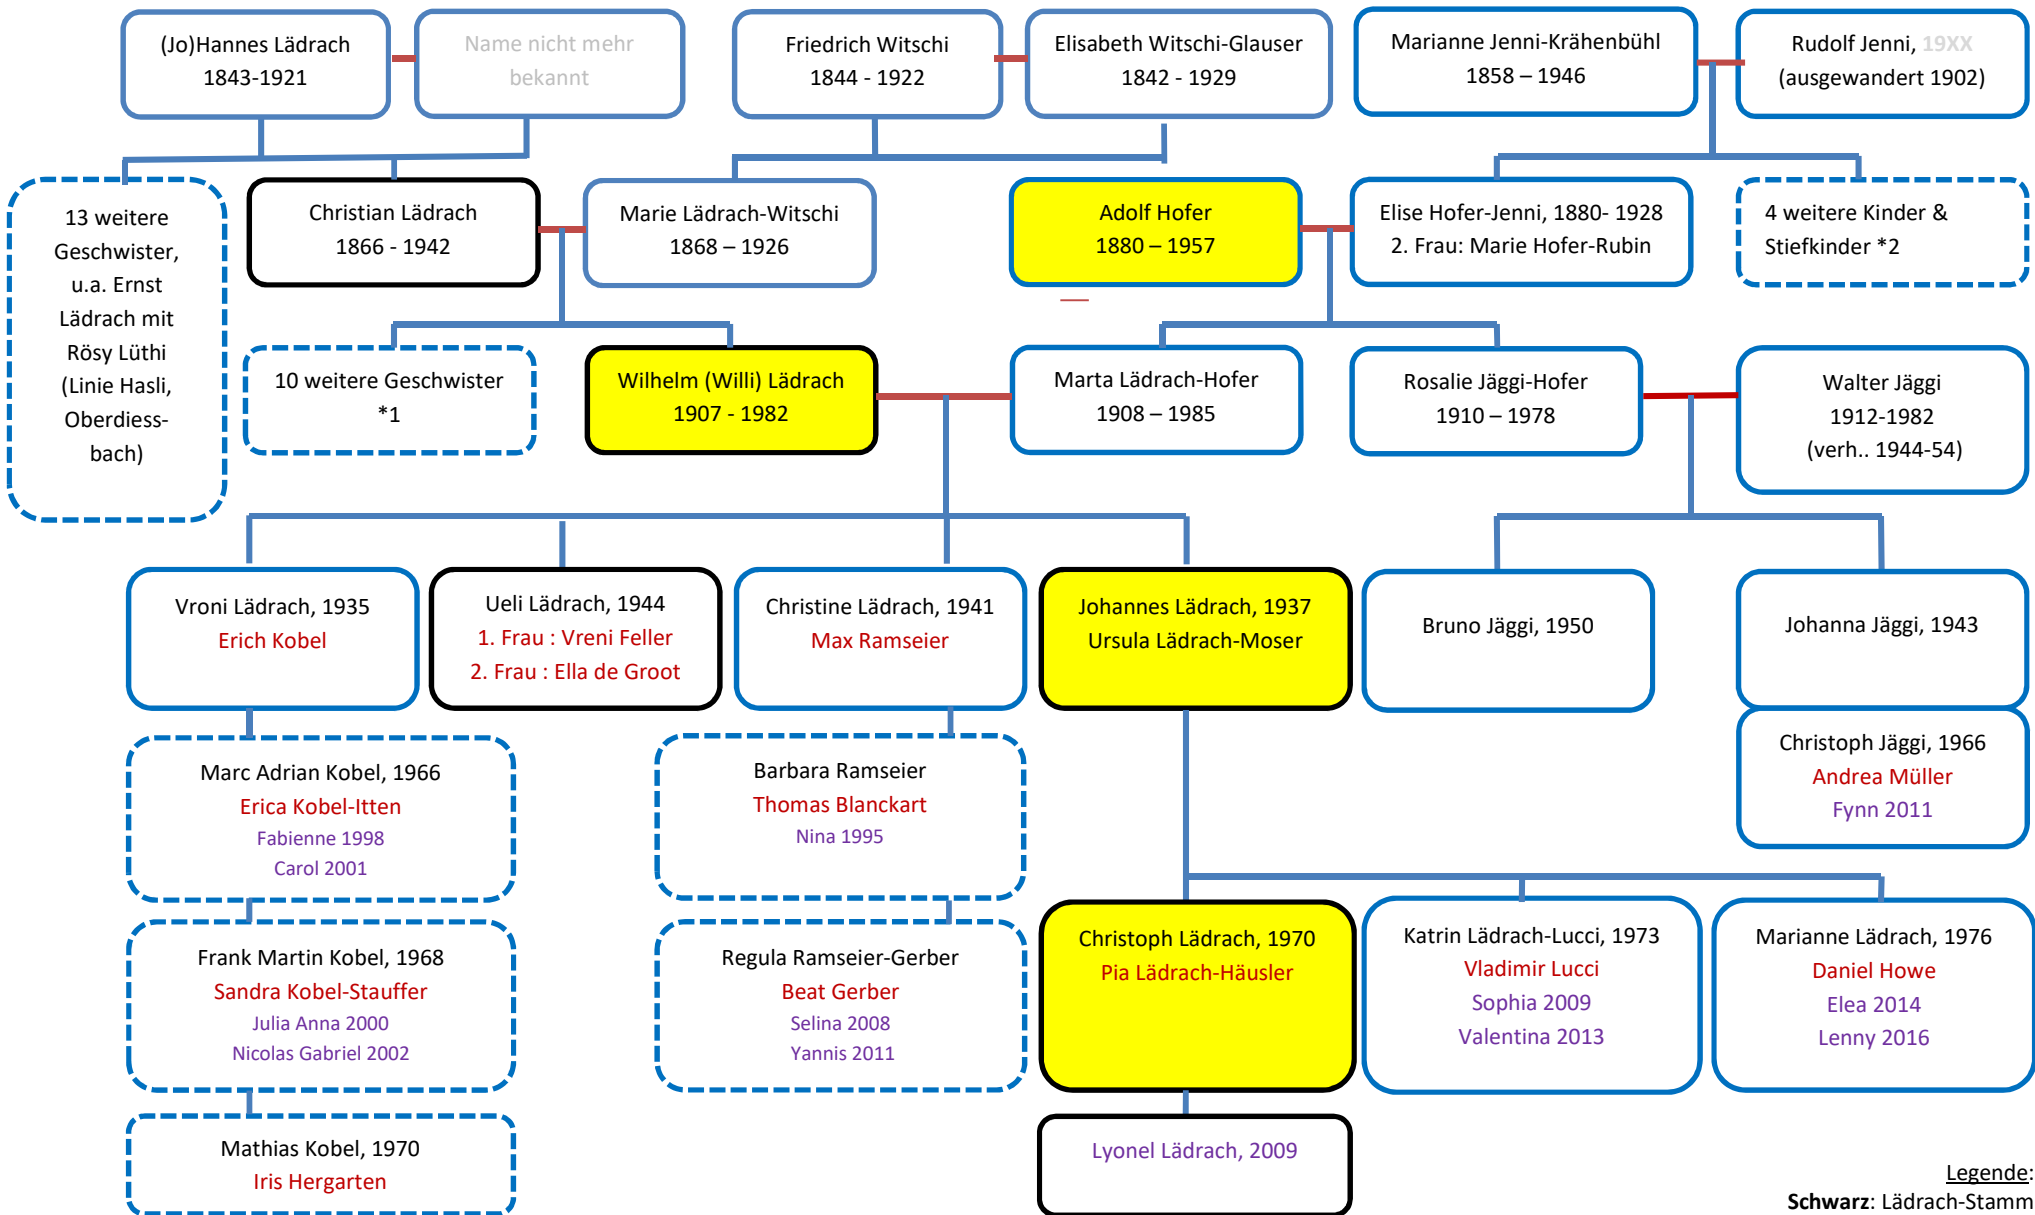 (Jo)Hannes Lädrach
1843-1921
Name nicht mehr
bekannt
Friedrich Witschi
1844 - 1922
Elisabeth Witschi-Glauser
1842 - 1929
Marianne Jenni-Krähenbühl
1858 – 1946
Rudolf Jenni, 19XX
(ausgewandert 1902)
13 weitere
Geschwister,
u.a. Ernst
Lädrach mit
Rösy Lüthi
(Linie Hasli,
Oberdiess-
bach)
Christian Lädrach
1866 - 1942
Marie Lädrach-Witschi
1868 – 1926
Adolf Hofer
1880 – 1957
Elise Hofer-Jenni, 1880- 1928
2. Frau: Marie Hofer-Rubin
4 weitere Kinder &
Stiefkinder *2
10 weitere Geschwister
*1
Wilhelm (Willi) Lädrach
1907 - 1982
Marta Lädrach-Hofer
1908 – 1985
Rosalie Jäggi-Hofer
1910 – 1978
Walter Jäggi
1912-1982
(verh.. 1944-54)
Vroni Lädrach, 1935
Erich Kobel
Ueli Lädrach, 1944
1. Frau : Vreni Feller
2. Frau : Ella de Groot
Christine Lädrach, 1941
Max Ramseier
Johannes Lädrach, 1937
Ursula Lädrach-Moser
Bruno Jäggi, 1950
Johanna Jäggi, 1943
Marc Adrian Kobel, 1966
Erica Kobel-Itten
Fabienne 1998
Carol 2001
Barbara Ramseier
Thomas Blanckart
Nina 1995
Christoph Jäggi, 1966
Andrea Müller
Fynn 2011
Frank Martin Kobel, 1968
Sandra Kobel-Stauffer
Julia Anna 2000
Nicolas Gabriel 2002
Regula Ramseier-Gerber
Beat Gerber
Selina 2008
Yannis 2011
Christoph Lädrach, 1970
Pia Lädrach-Häusler
Katrin Lädrach-Lucci, 1973
Vladimir Lucci
Sophia 2009
Valentina 2013
Marianne Lädrach, 1976
Daniel Howe
Elea 2014
Lenny 2016
Mathias Kobel, 1970
Iris Hergarten
Lyonel Lädrach, 2009
Legende:
Schwarz: Lädrach-Stamm